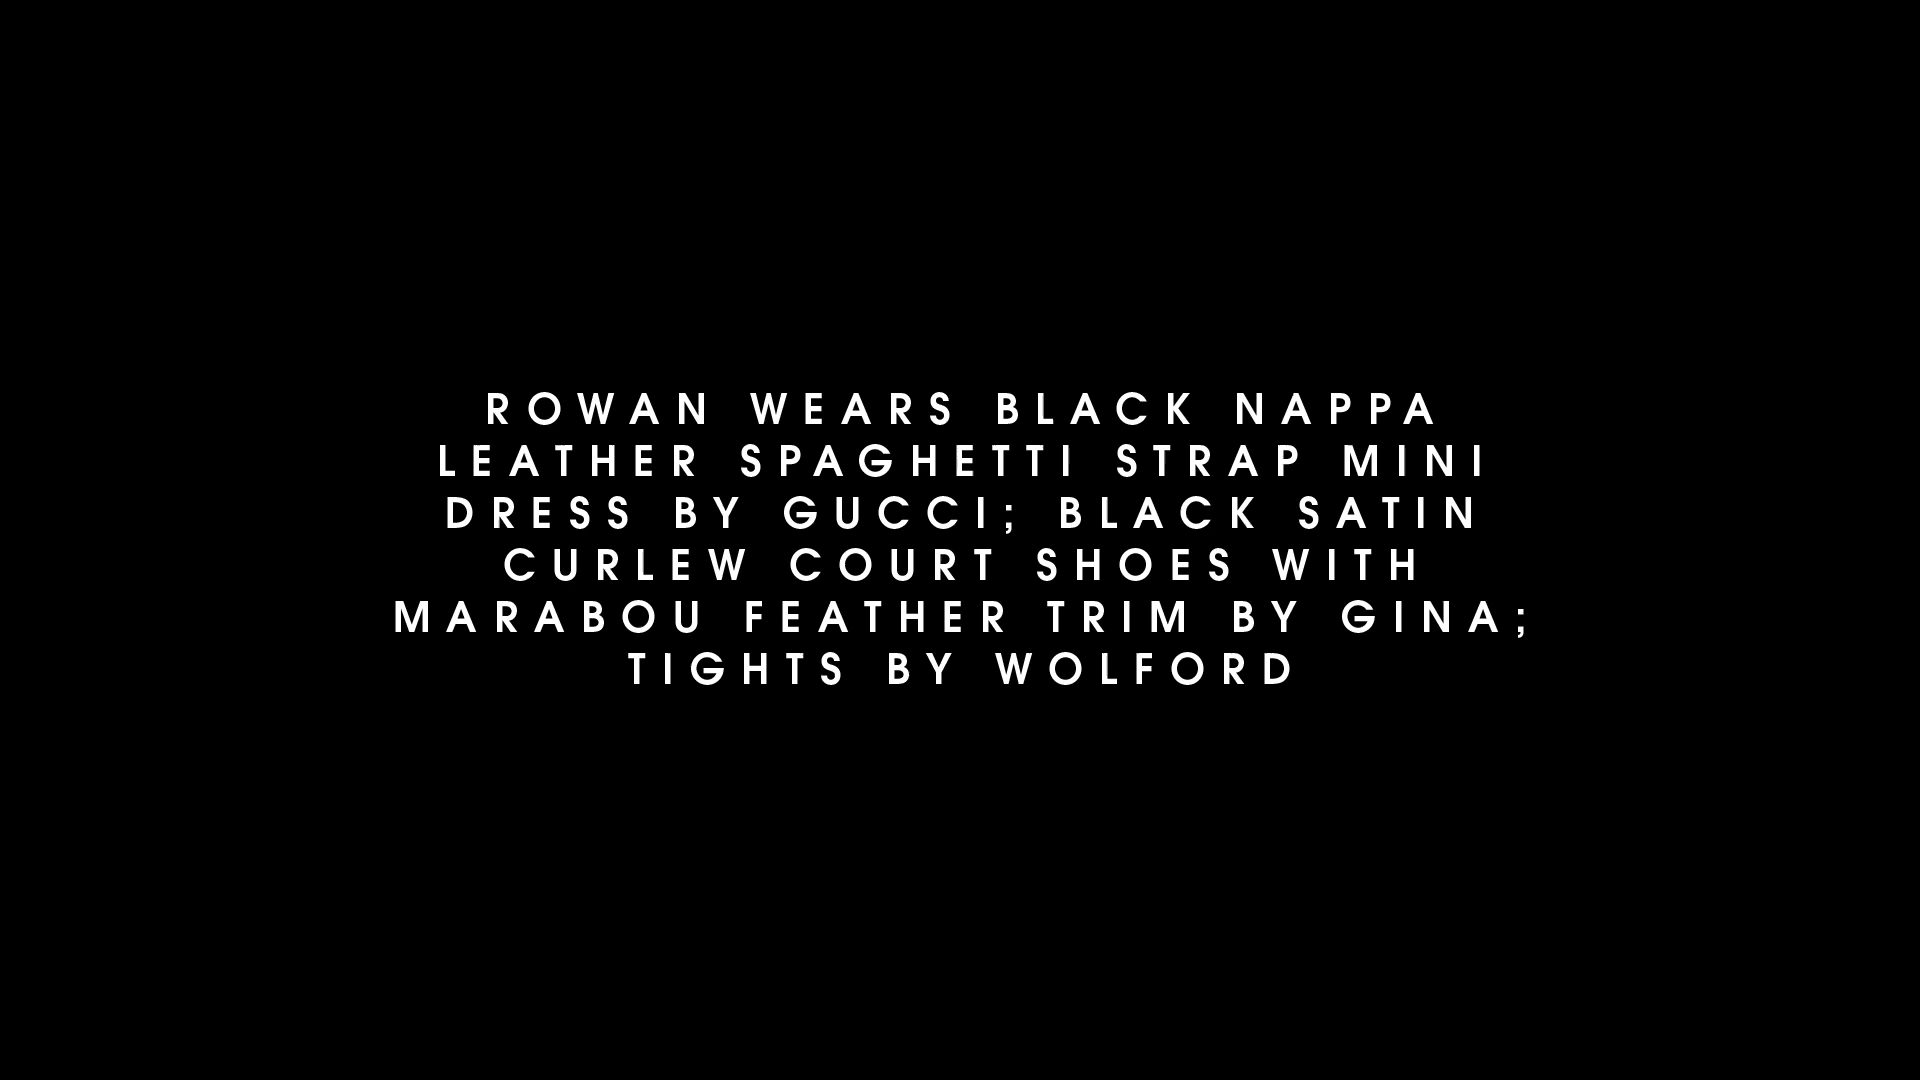 ROWAN WEARS BLACK NAPPA
LEATHER SPAGHETTI STRAP MINI
DRESS BY GUCCI; BLACK SATIN
CURLEW COURT SHOES WITH
MARABOU FEATHER TRIM BY GINA;
TIGHTS BY WOLFORD